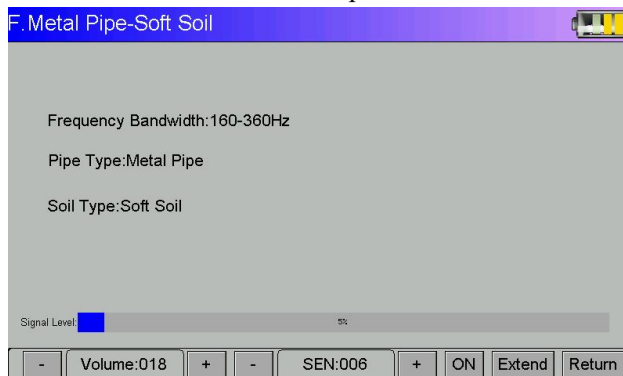 F.Metal Pipe-Soft Soil
Frequency Bandwidth:160-360Hz
Pipe Type:Metal Pipe
Soil Type:Soft Soil
Signal Level: 5%
- Volume:018 + - SEN:006 + ON Extend Return